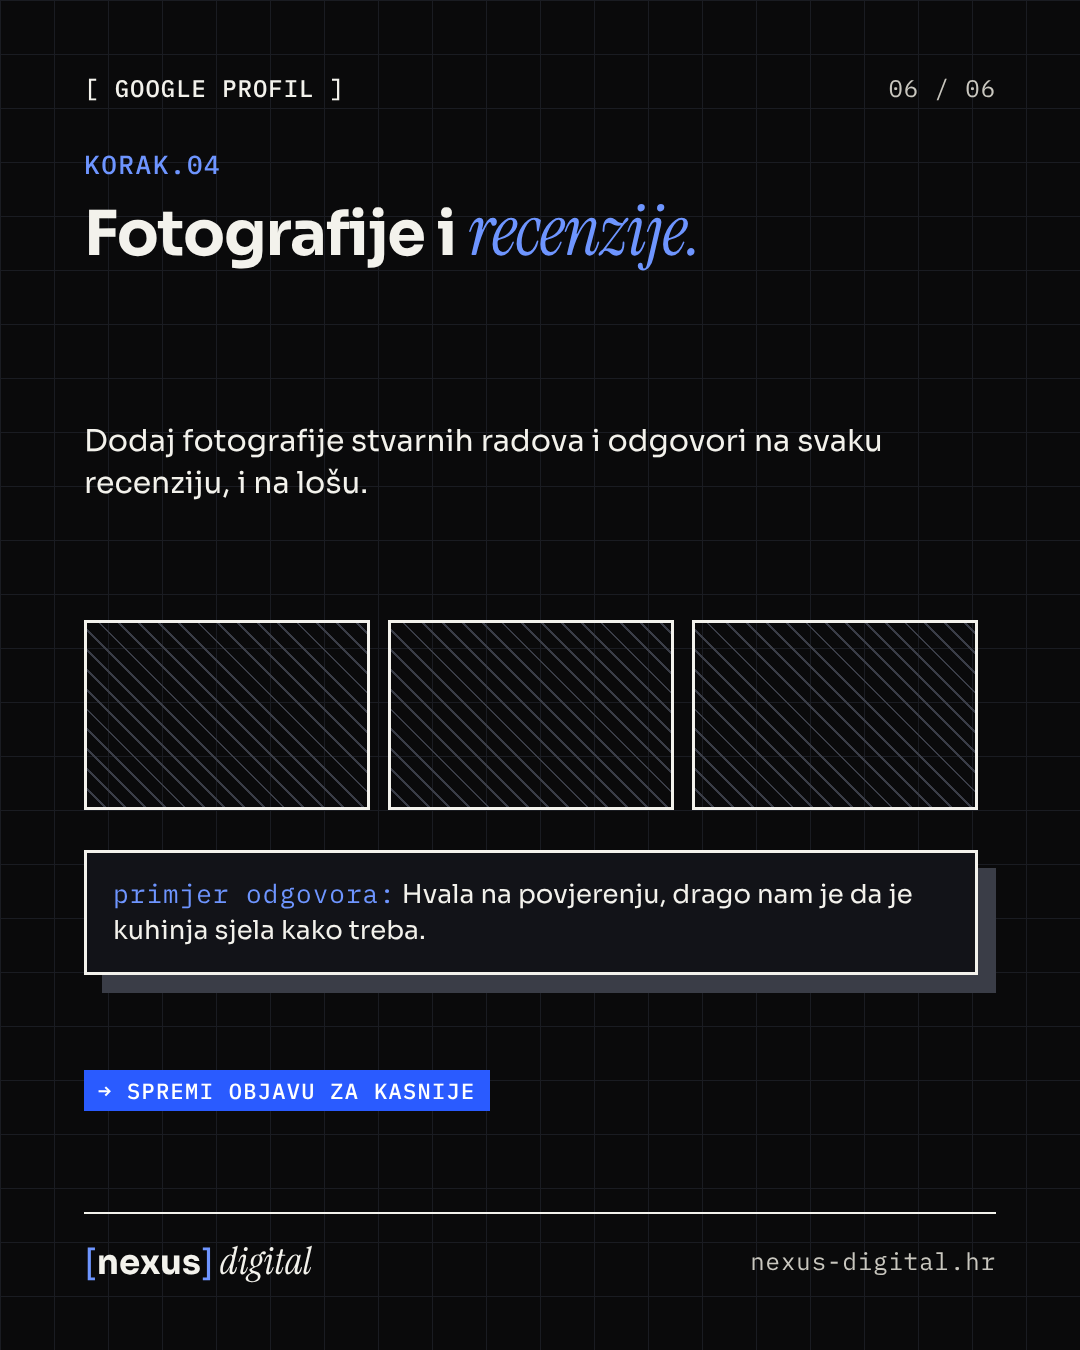 [ GOOGLE PROFIL ]
06 / 06
KORAK.04
Fotografije i recenzije.
Dodaj fotografije stvarnih radova i odgovori na svaku
recenziju, i na lošu.
primjer odgovora: Hvala na povjerenju, drago nam je da je
kuhinja sjela kako treba.
→ SPREMI OBJAVU ZA KASNIJE
[nexus] digital
nexus-digital.hr